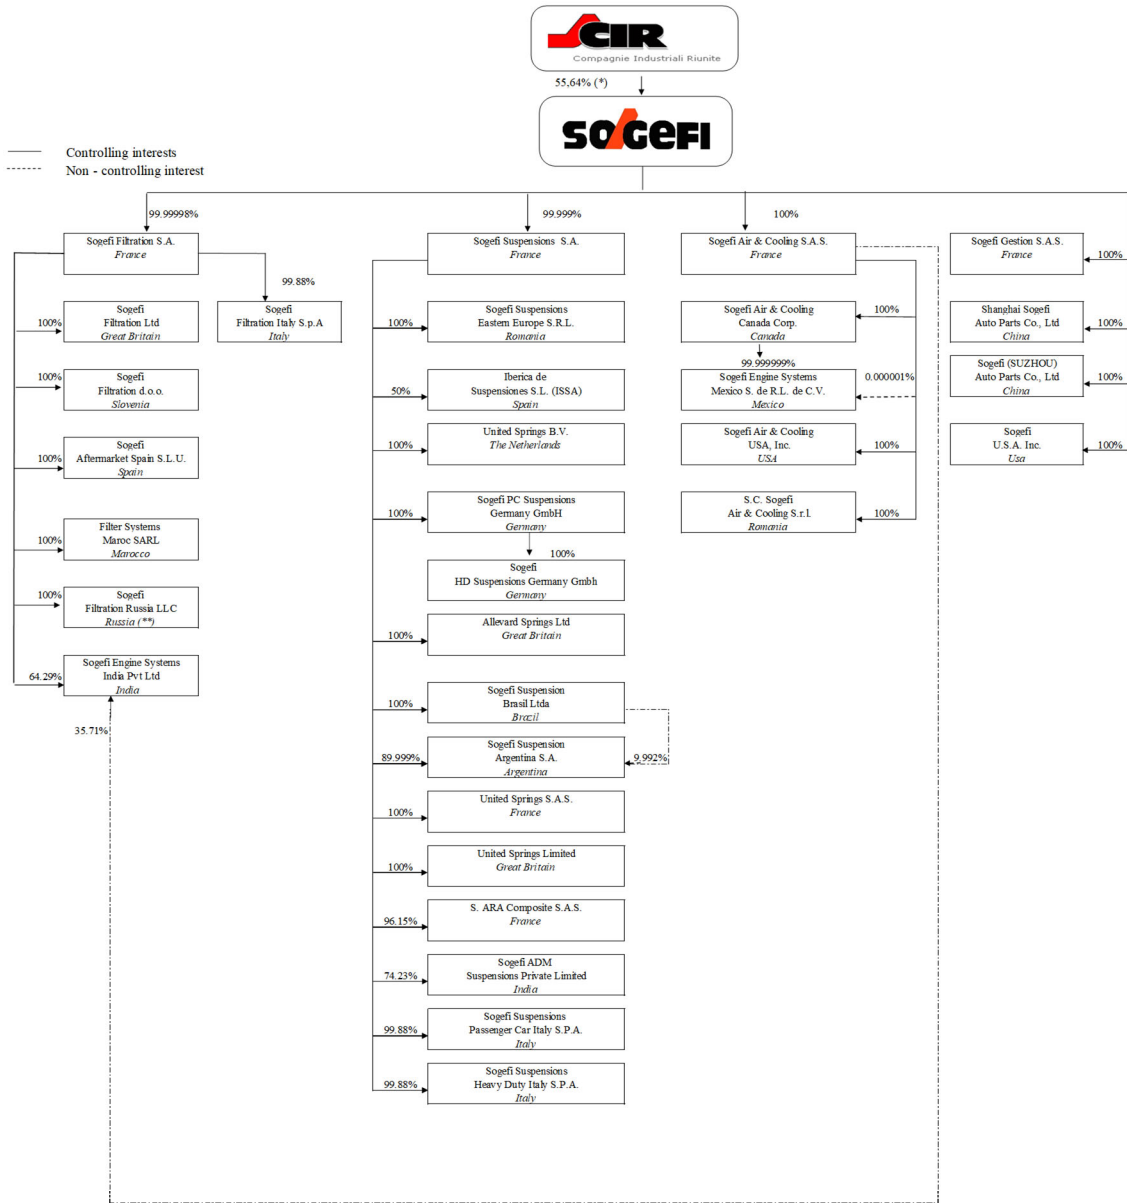 CIR
Compagnie Industriali Riunite
55,64% (*)
SOGEFI
Controlling interests
Non - controlling interest
99.99998%
99.999%
100%
Sogefi Filtration S.A.
France
99.88%
Sogefi
Filtration Italy S.p.A
Italy
100%
Sogefi
Filtration Ltd
Great Britain
100%
Sogefi
Filtration d.o.o.
Slovenia
100%
Sogefi
Aftermarket Spain S.L.U.
Spain
100%
Filter Systems
Maroc SARL
Marocco
100%
Sogefi
Filtration Russia LLC
Russia (**)
64.29%
Sogefi Engine Systems
India Pvt Ltd
India
35.71%
Sogefi Suspensions S.A.
France
100%
Sogefi Suspensions
Eastern Europe S.R.L.
Romania
50%
Iberica de
Suspensiones S.L. (ISSA)
Spain
100%
United Springs B.V.
The Netherlands
100%
Sogefi PC Suspensions
Germany GmbH
Germany
100%
Sogefi
HD Suspensions Germany Gmbh
Germany
100%
Allevard Springs Ltd
Great Britain
100%
Sogefi Suspension
Brasil Ltda
Brazil
89.999%
Sogefi Suspension
Argentina S.A.
Argentina
9.992%
100%
United Springs S.A.S.
France
100%
United Springs Limited
Great Britain
96.15%
S. ARA Composite S.A.S.
France
74.23%
Sogefi ADM
Suspensions Private Limited
India
99.88%
Sogefi Suspensions
Passenger Car Italy S.P.A.
Italy
99.88%
Sogefi Suspensions
Heavy Duty Italy S.P.A.
Italy
Sogefi Air & Cooling S.A.S.
France
Sogefi Air & Cooling
Canada Corp.
Canada
100%
99.999999%
Sogefi Engine Systems
Mexico S. de R.L. de C.V.
Mexico
0.000001%
Sogefi Air & Cooling
USA, Inc.
USA
100%
S.C. Sogefi
Air & Cooling S.r.l.
Romania
100%
Sogefi Gestion S.A.S.
France
100%
Shanghai Sogefi
Auto Parts Co., Ltd
China
100%
Sogefi (SUZHOU)
Auto Parts Co., Ltd
China
100%
Sogefi
U.S.A. Inc.
Usa
100%